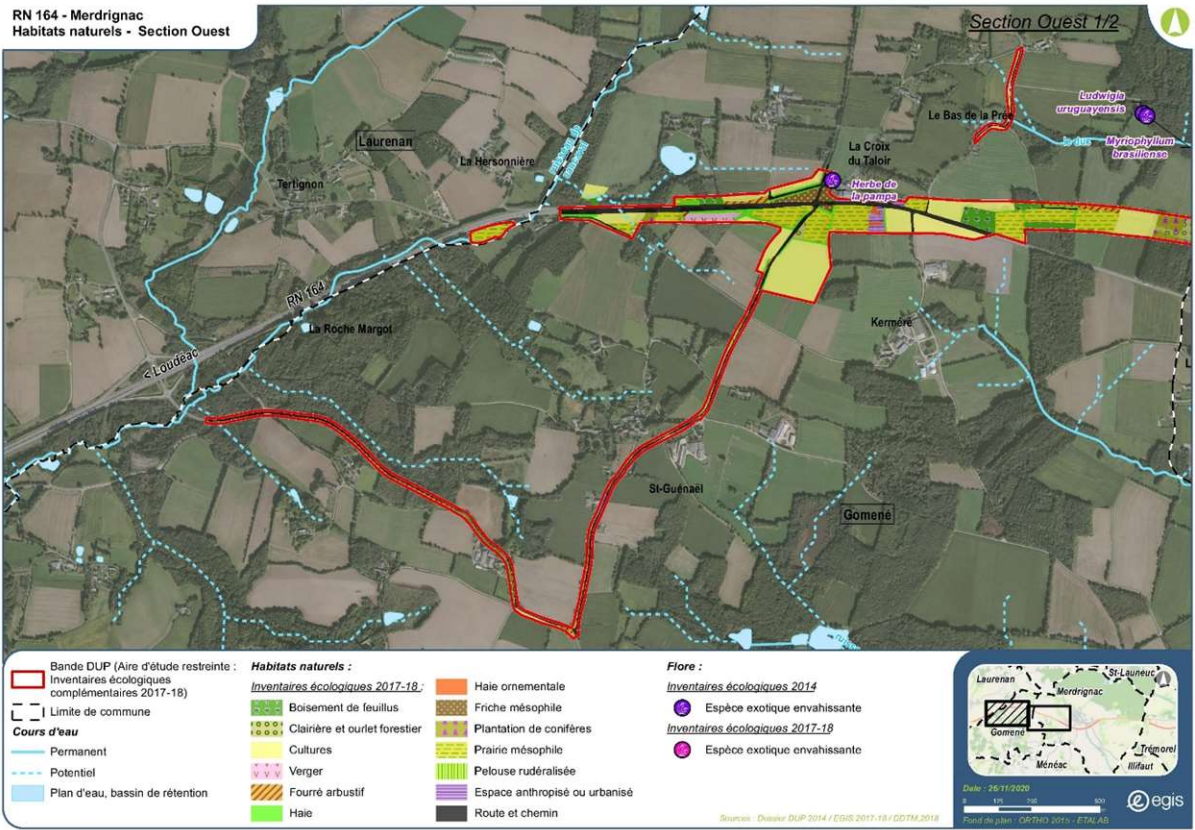 RN 164 - Merdrignac
Habitats naturels - Section Ouest
Section Ouest 1/2
Ludwigia
uruguayensis
Le Bas de la Prée
Myriophyllum
brasiliense
Laurenan
La Hersonnière
La Croix
du Taloir
Tertignon
Herbe de
la pampa
RN 164
La Roche Margot
Kerméré
< Loudéac
St-Guénaël
Gomené
Bande DUP (Aire d'étude restreinte :
Inventaires écologiques
complémentaires 2017-18)
Limite de commune
Cours d'eau
Permanent
Potentiel
Plan d'eau, bassin de rétention
Habitats naturels :
Inventaires écologiques 2017-18 :
Boisement de feuillus
Clairière et ourlet forestier
Cultures
Verger
Fourré arbustif
Haie
Haie ornementale
Friche mésophile
Plantation de conifères
Prairie mésophile
Pelouse rudéralisée
Espace anthropisé ou urbanisé
Route et chemin
Flore :
Inventaires écologiques 2014
Espèce exotique envahissante
Inventaires écologiques 2017-18
Espèce exotique envahissante
Sources : Dossier DUP 2014 / EGIS 2017-18 / DDTM,2018
Laurenan
St-Launeuc
Merdrignac
Gomené
Trémorel
Ménéac
Illifaut
Date : 26/11/2020
egis
Fond de plan : ORTHO 2015 - ETALAB